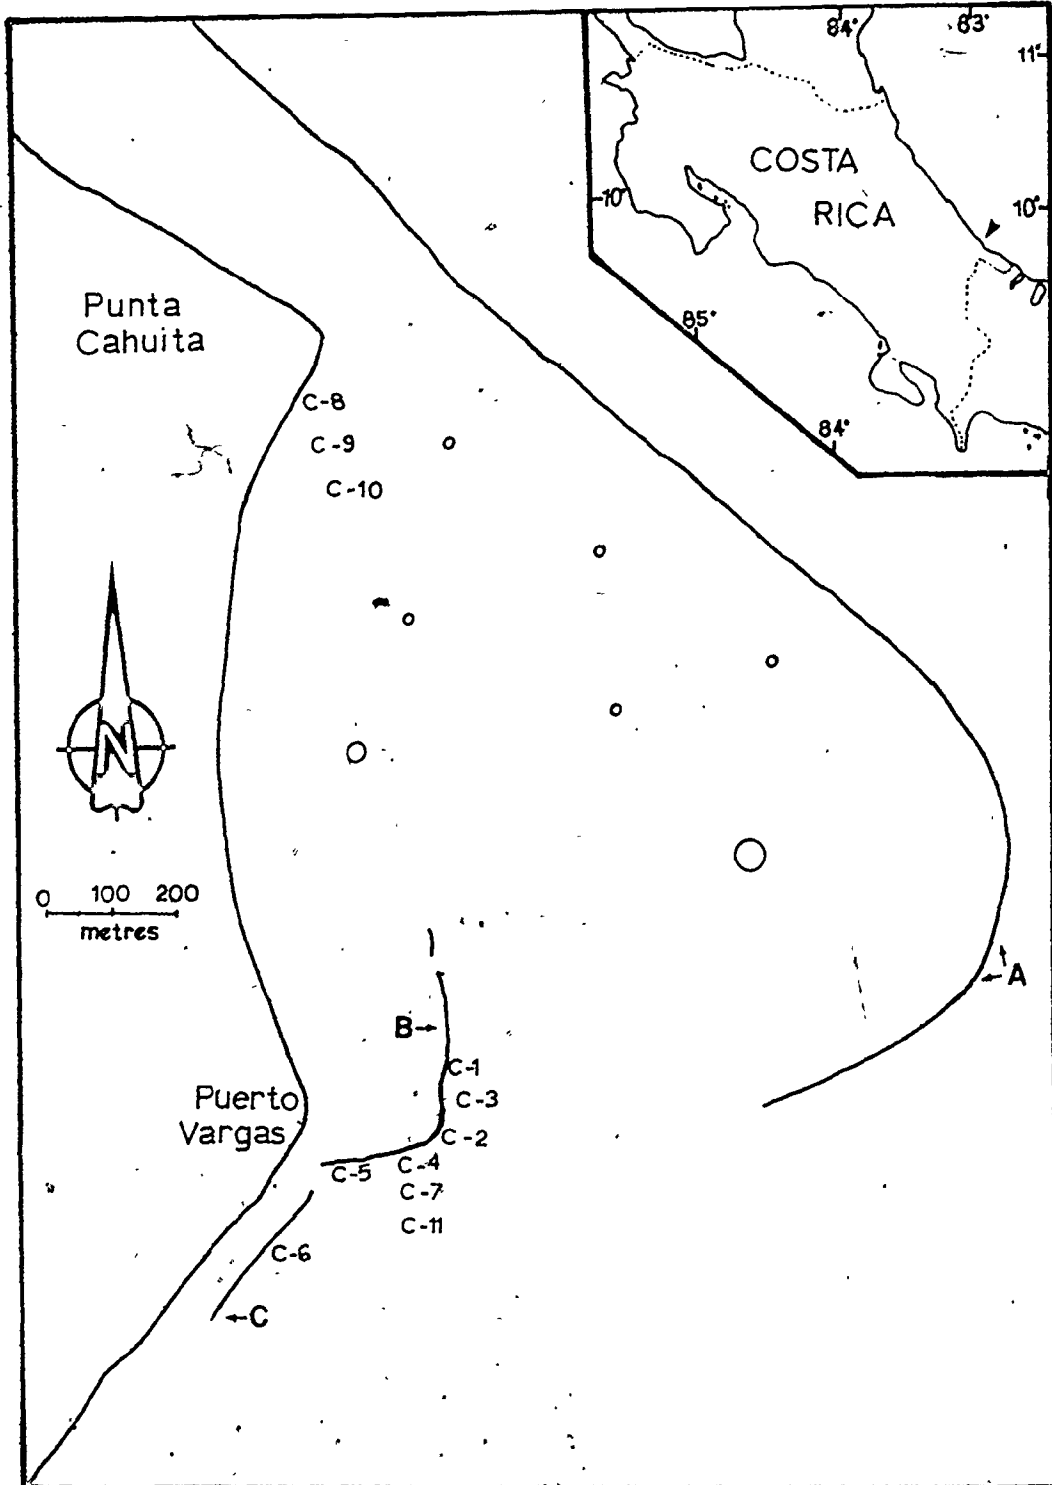 84° 83°
11°
COSTA
RICA
10° 10°
85°
84°
Punta
Cahuita
C-8
C-9
C-10
N
0 100 200
metres
A
B
C-1
C-3
C-2
Puerto
Vargas
C-5 C-4
C-7
C-11
C-6
C